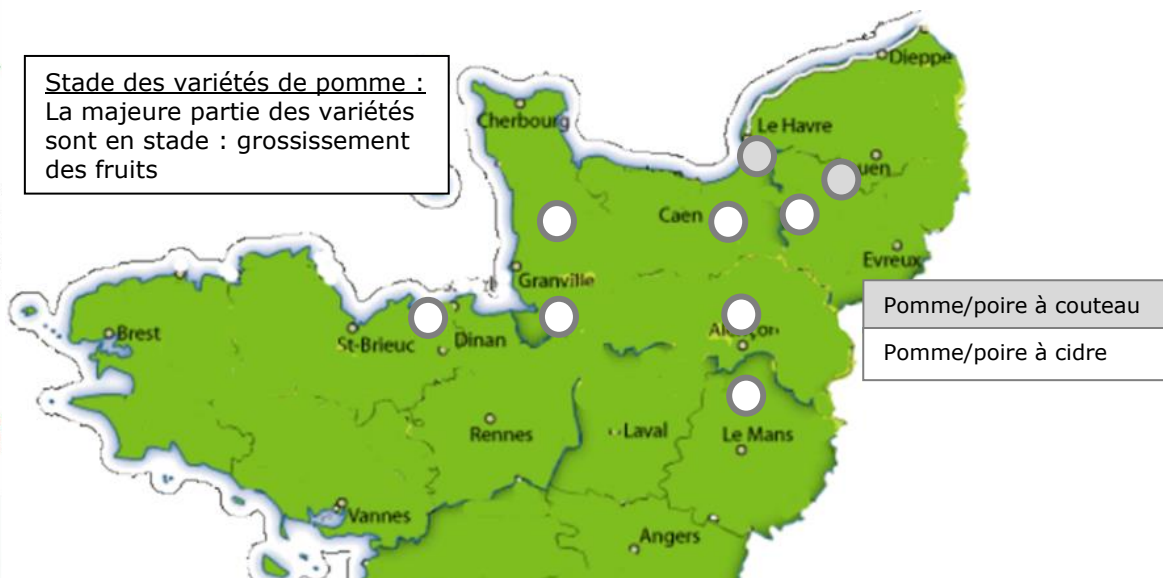 Stade des variétés de pomme :
La majeure partie des variétés
sont en stade : grossissement
des fruits
Dieppe
Cherbourg
Le Havre
uen
Caen
Evreux
Granville
Pomme/poire à couteau
Brest
St-Brieuc
Dinan
Pomme/poire à cidre
Rennes
Laval
Le Mans
Vannes
Angers